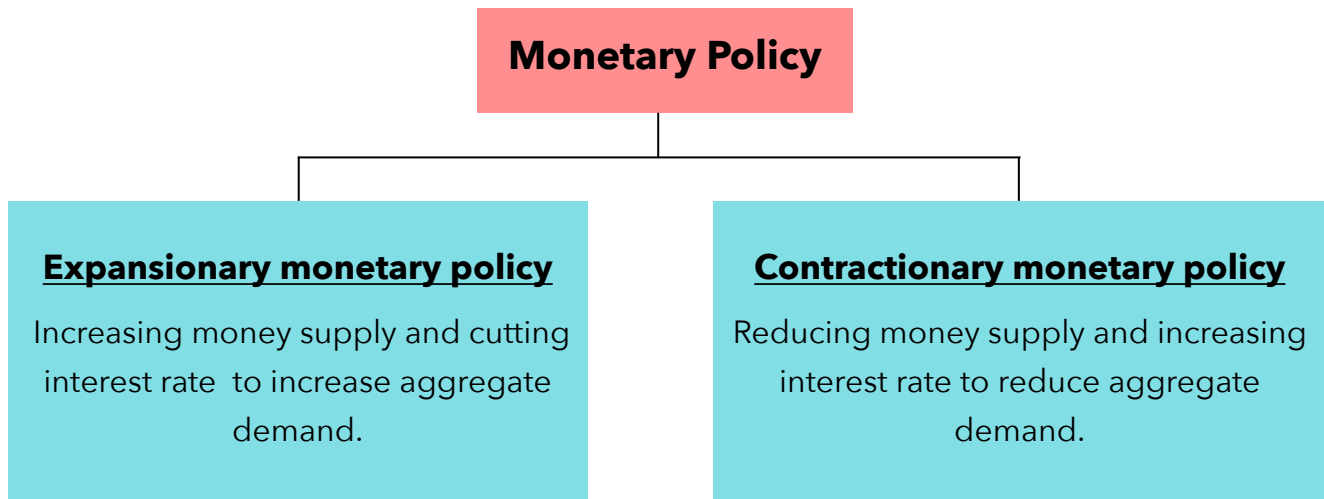 Monetary Policy
Expansionary monetary policy
Increasing money supply and cutting
interest rate  to increase aggregate
demand.
Contractionary monetary policy
Reducing money supply and increasing
interest rate to reduce aggregate
demand.